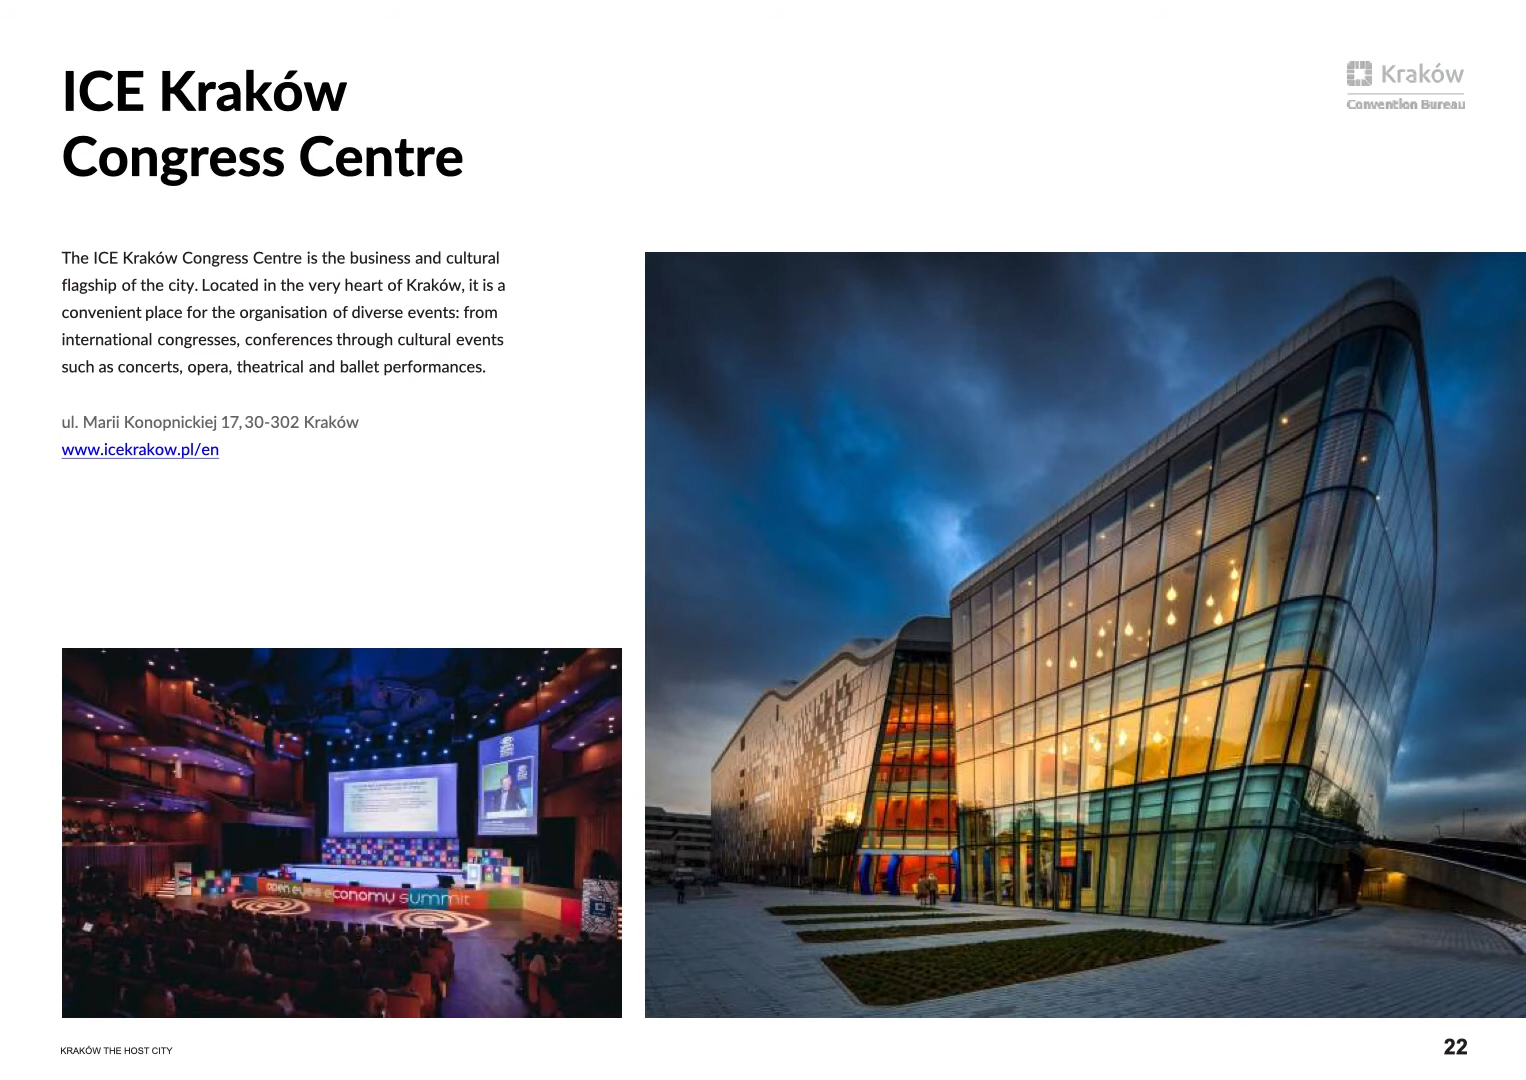 ICE Kraków
Congress Centre
Kraków
Convention Bureau
The ICE Kraków Congress Centre is the business and cultural
flagship of the city. Located in the very heart of Kraków, it is a
convenient place for the organisation of diverse events: from
international congresses, conferences through cultural events
such as concerts, opera, theatrical and ballet performances.
ul. Marii Konopnickiej 17, 30-302 Kraków
www.icekrakow.pl/en
open eyes economy summit
KRAKÓW THE HOST CITY
22